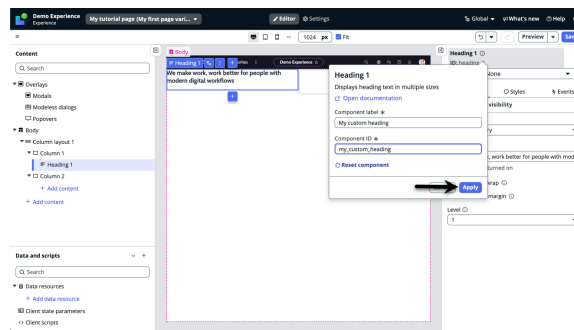 Demo Experience
Experience
My tutorial page (My first page vari...
Editor
Settings
Global
What's new
Help
Fit
1024 px
Preview
Content
Search
Overlays
Modals
Modeless dialogs
Popovers
Body
Column layout 1
Column 1
Heading 1
Column 2
+ Add content
+ Add content
Data and scripts
Search
Data resources
+ Add data resource
Client state parameters
Client scripts
Body
Heading 1
Demo Experience
We make work, work better for people with
modern digital workflows
Heading 1
Displays heading text in multiple sizes
Open documentation
Component label
My custom heading
Component ID
my_custom_heading
Reset component
Apply
Heading 1
None
Styles
Events
visibility
, work better for people with mod
turned on
wrap
margin
Level
1